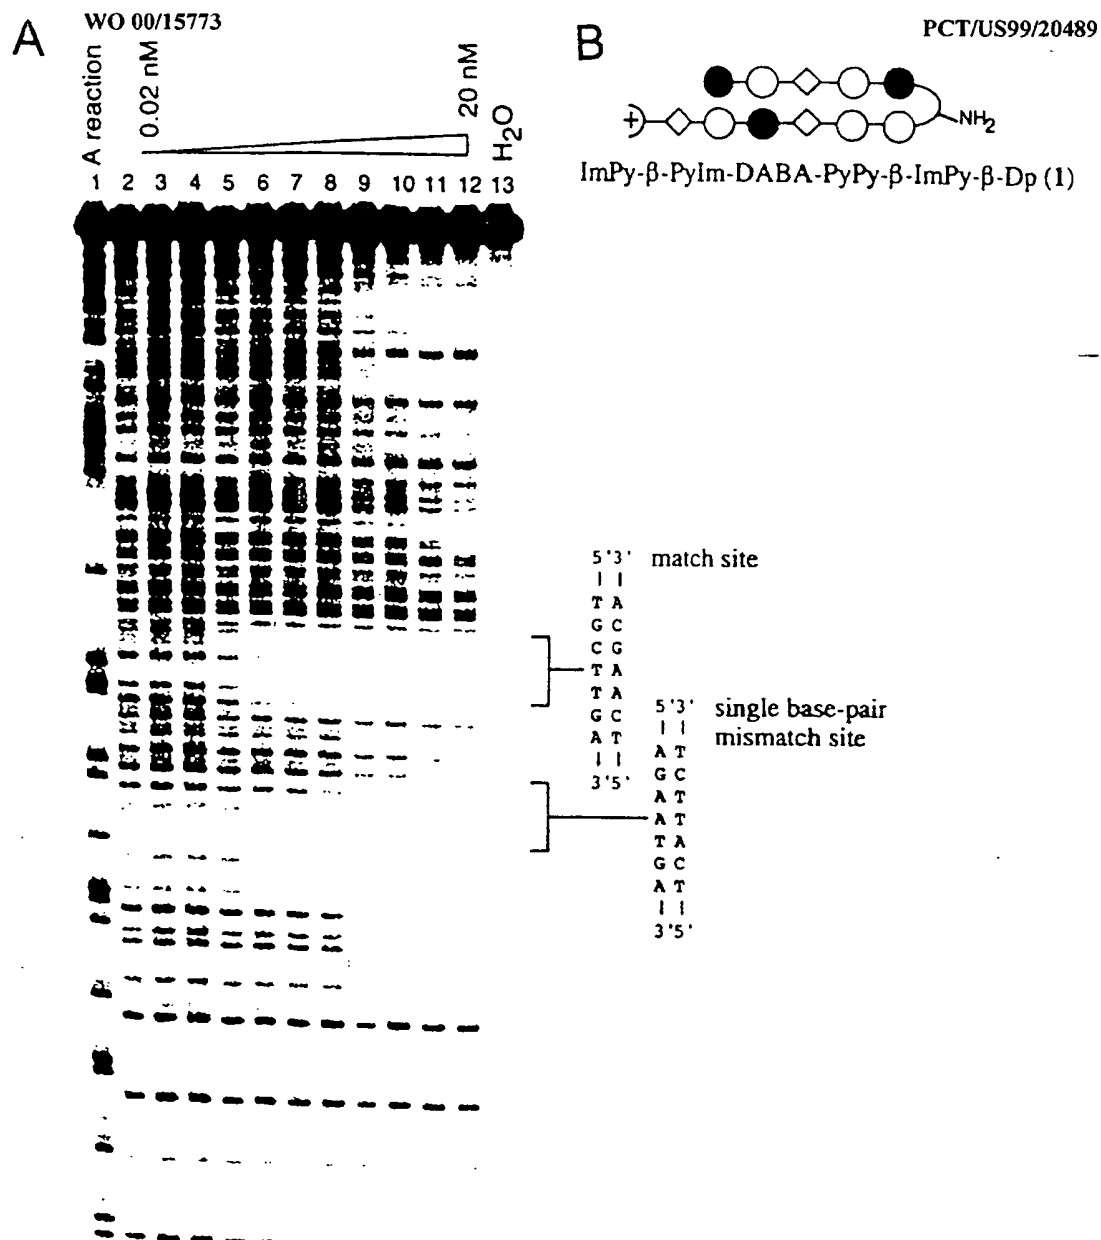 WO 00/15773
PCT/US99/20489
A
A reaction
0.02 nM
20 nM
H₂O
1 2 3 4 5 6 7 8 9 10 11 12 13
B
+
NH₂
ImPy-β-PyIm-DABA-PyPy-β-ImPy-β-Dp (1)
5'3' match site
T A
G C
C G
T A
T A
G C
A T
3'5'
5'3' single base-pair
mismatch site
A T
G C
A T
A T
T A
G C
A T
3'5'